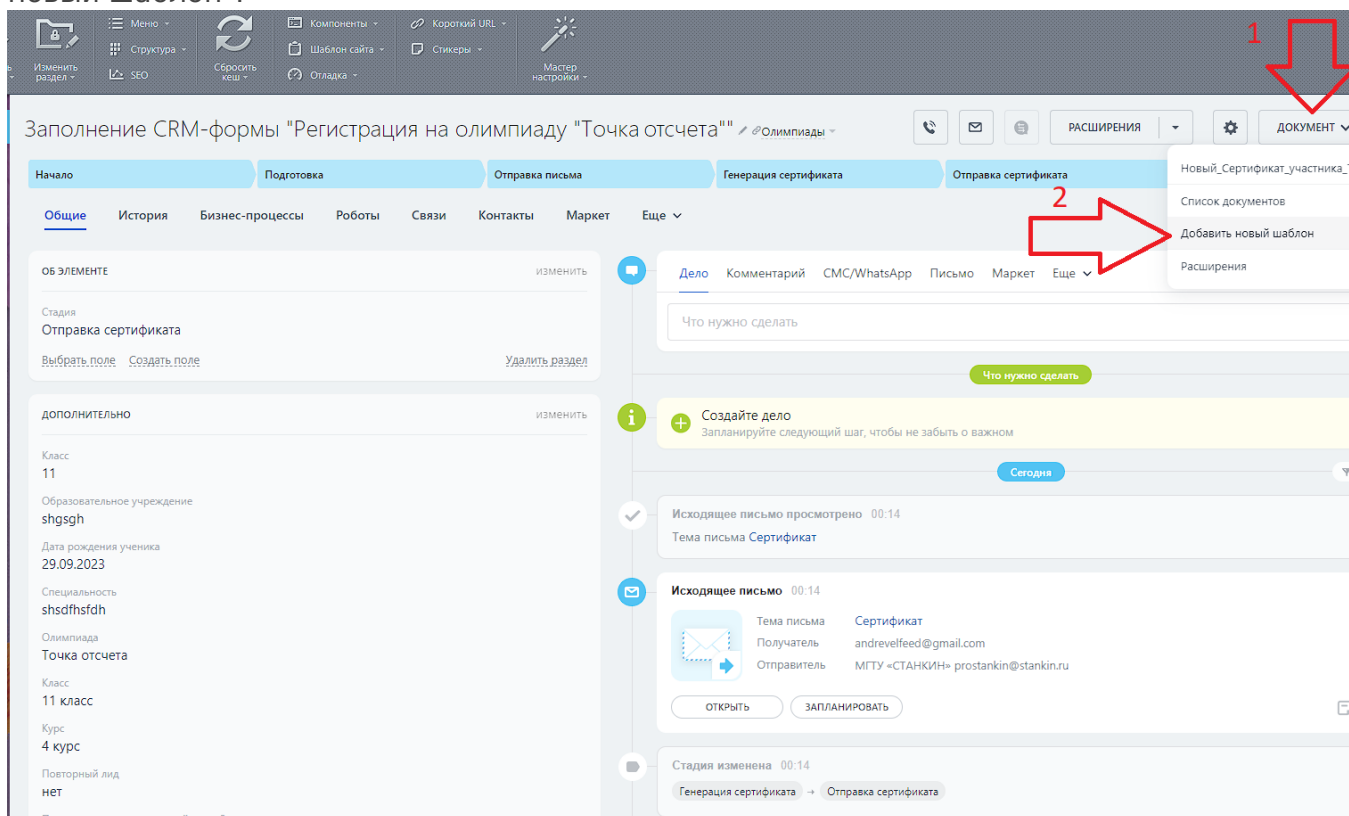 новый шаблон".
Меню
Компоненты
Короткий URL
1
Структура
Шаблон сайта
Стикеры
Изменить раздел
SEO
Сбросить кеш
Отладка
Мастер настройки
Заполнение CRM-формы "Регистрация на олимпиаду "Точка отсчета"" Олимпиады
РАСШИРЕНИЯ
ДОКУМЕНТ
Начало
Подготовка
Отправка письма
Генерация сертификата
Отправка сертификата
Новый_Сертификат_участника_
Список документов
Добавить новый шаблон
Расширения
2
Общие
История
Бизнес-процессы
Роботы
Связи
Контакты
Маркет
Еще
ОБ ЭЛЕМЕНТЕ
ИЗМЕНИТЬ
Стадия
Отправка сертификата
Выбрать поле
Создать поле
Удалить раздел
ДОПОЛНИТЕЛЬНО
ИЗМЕНИТЬ
Класс
11
Образовательное учреждение
shgsgh
Дата рождения ученика
29.09.2023
Специальность
shsdfhsfdh
Олимпиада
Точка отсчета
Класс
11 класс
Курс
4 курс
Повторный лид
нет
Дело
Комментарий
СМС/WhatsApp
Письмо
Маркет
Еще
Что нужно сделать
Что нужно сделать
Создайте дело
Запланируйте следующий шаг, чтобы не забыть о важном
Сегодня
Исходящее письмо просмотрено 00:14
Тема письма Сертификат
Исходящее письмо 00:14
Тема письма Сертификат
Получатель andrevelfeed@gmail.com
Отправитель МГТУ «СТАНКИН» prostankin@stankin.ru
ОТКРЫТЬ
ЗАПЛАНИРОВАТЬ
Стадия изменена 00:14
Генерация сертификата → Отправка сертификата